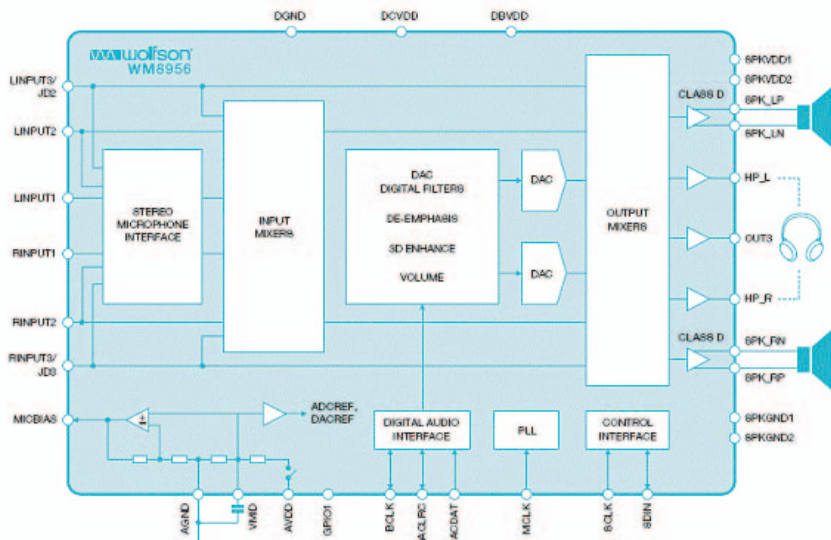 DGND
DCVDD
DBVDD
wolfson
WM8956
LINPUT3/
JD2
LINPUT2
LINPUT1
RINPUT1
RINPUT2
RINPUT3/
JD3
MICBIAS
STEREO
MICROPHONE
INTERFACE
INPUT
MIXERS
DAC
DIGITAL FILTERS
DE-EMPHASIS
3D ENHANCE
VOLUME
DAC
DAC
OUTPUT
MIXERS
CLASS D
CLASS D
SPKVDD1
SPKVDD2
SPK_LP
SPK_LN
HP_L
OUT3
HP_R
SPK_RN
SPK_RP
SPKGND1
SPKGND2
ADCREF,
DACREF
DIGITAL AUDIO
INTERFACE
PLL
CONTROL
INTERFACE
AGND
VMID
AVDD
GPIO1
BCLK
ACLRC
ACDAT
MCLK
SCLK
SDIN